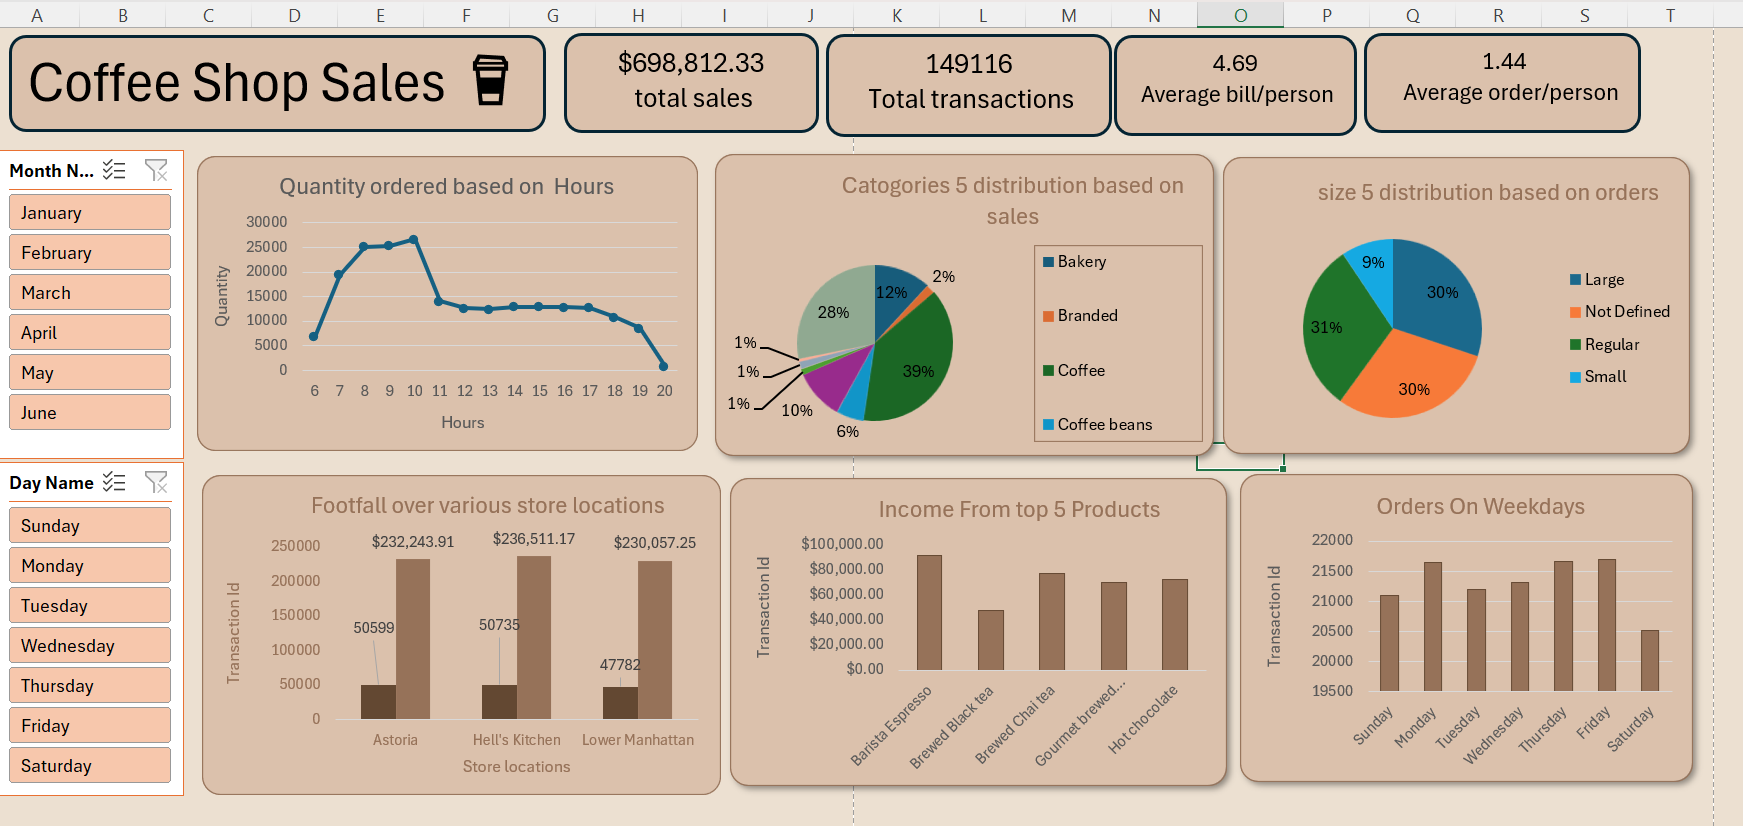 A B C D E F G H I J K L M N O P Q R S T
Coffee Shop Sales
$698,812.33
total sales
149116
Total transactions
4.69
Average bill/person
1.44
Average order/person
Month N...
January
February
March
April
May
June
Day Name
Sunday
Monday
Tuesday
Wednesday
Thursday
Friday
Saturday
Quantity ordered based on  Hours
Quantity
30000
25000
20000
15000
10000
5000
0
6 7 8 9 10 11 12 13 14 15 16 17 18 19 20
Hours
Catogories 5 distribution based on
sales
12%
2%
39%
6%
10%
1%
1%
1%
28%
Bakery
Branded
Coffee
Coffee beans
size 5 distribution based on orders
30%
30%
31%
9%
Large
Not Defined
Regular
Small
Footfall over various store locations
Transaction Id
250000
200000
150000
100000
50000
0
50599
$232,243.91
50735
$236,511.17
47782
$230,057.25
Astoria Hell's Kitchen Lower Manhattan
Store locations
Income From top 5 Products
Transaction Id
$100,000.00
$80,000.00
$60,000.00
$40,000.00
$20,000.00
$0.00
Barista Espresso
Brewed Black tea
Brewed Chai tea
Gourmet brewed...
Hot chocolate
Orders On Weekdays
Transaction Id
22000
21500
21000
20500
20000
19500
Sunday
Monday
Tuesday
Wednesday
Thursday
Friday
Saturday